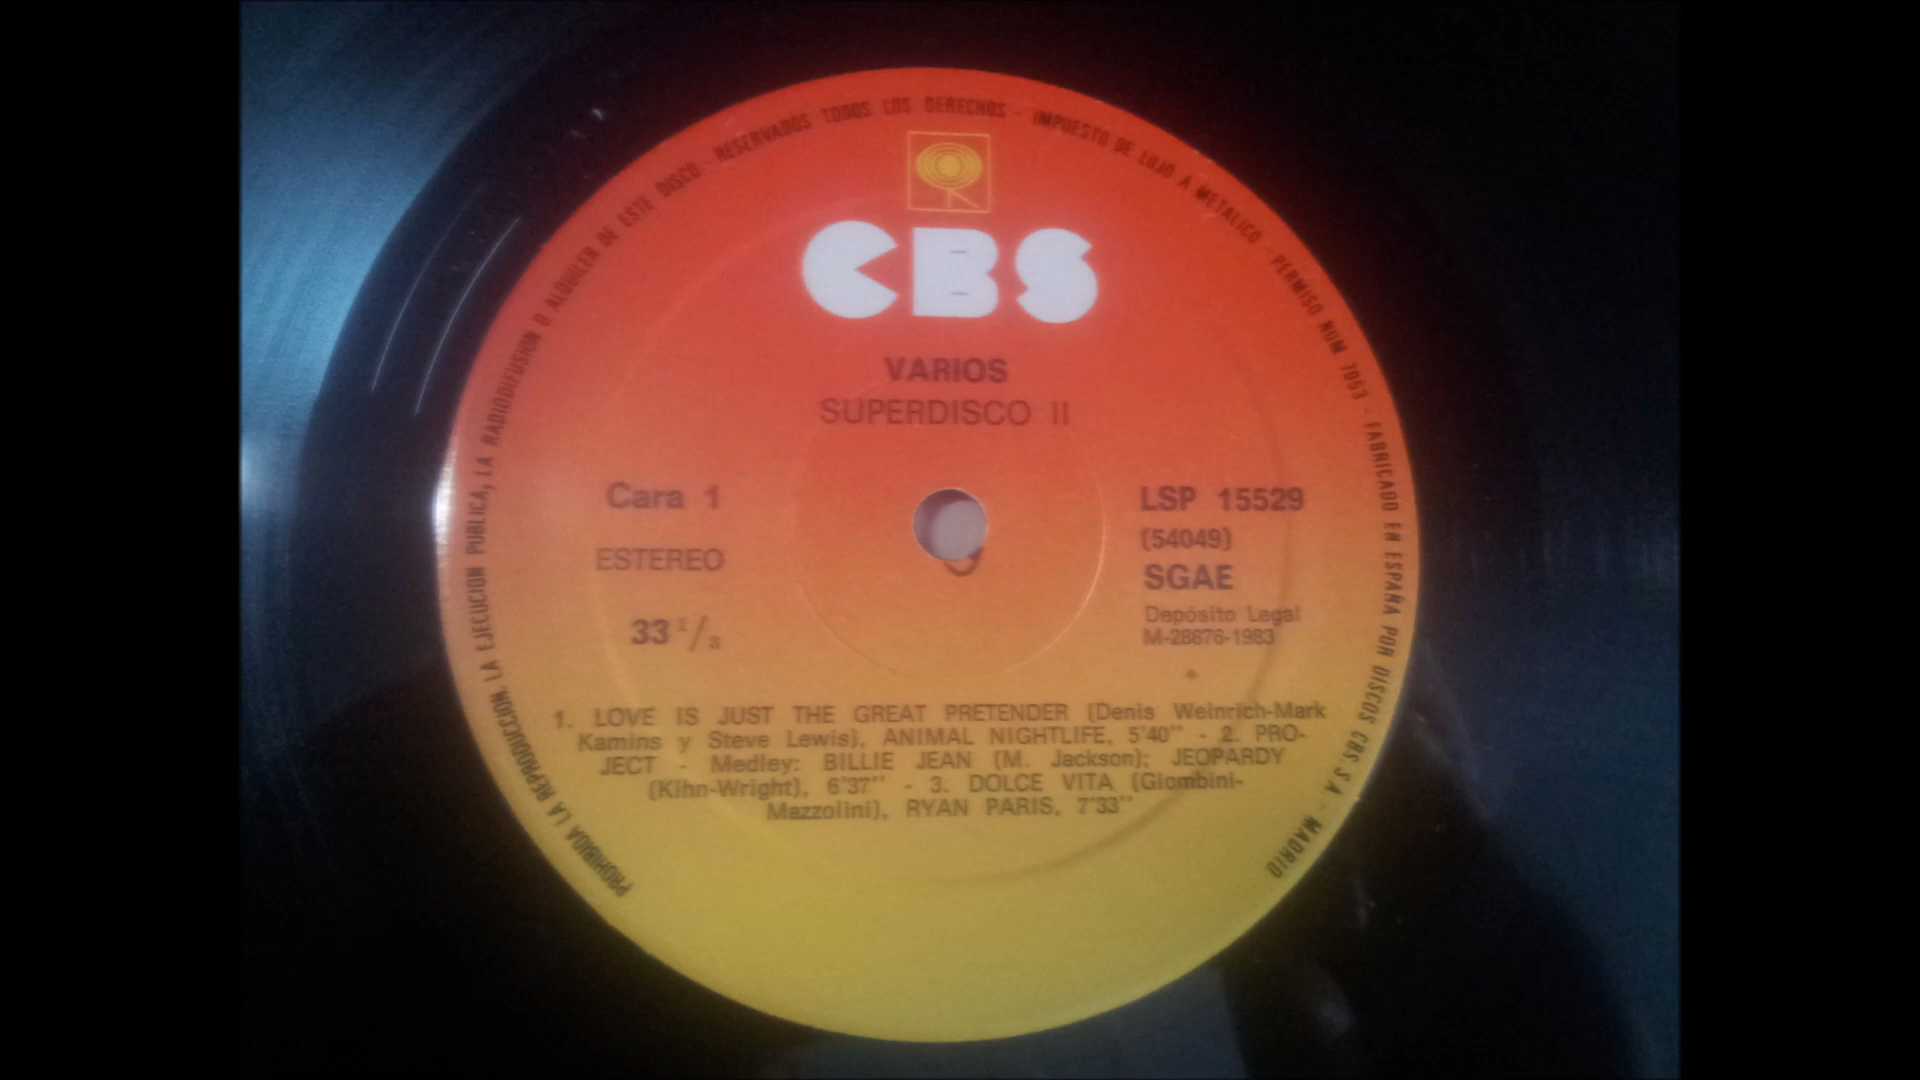 PROHIBIDA LA REPRODUCCION, LA EJECUCION PUBLICA, LA RADIODIFUSION O ALQUILER DE ESTE DISCO - RESERVADOS TODOS LOS DERECHOS - IMPUESTO DE LUJO A METALICO - PERMISO NUM 7053 - FABRICADO EN ESPAÑA POR DISCOS CBS. S.A. - MADRID
CBS
VARIOS
SUPERDISCO II
Cara 1
ESTEREO
33 1/3
LSP 15529
(54049)
SGAE
Depósito Legal
M-28876-1983
1. LOVE IS JUST THE GREAT PRETENDER (Denis Weinrich-Mark
Kamins y Steve Lewis), ANIMAL NIGHTLIFE, 5'40" - 2. PRO-
JECT - Medley: BILLIE JEAN (M. Jackson); JEOPARDY
(Kihn-Wright), 6'37" - 3. DOLCE VITA (Giombini-
Mazzolini), RYAN PARIS, 7'33"